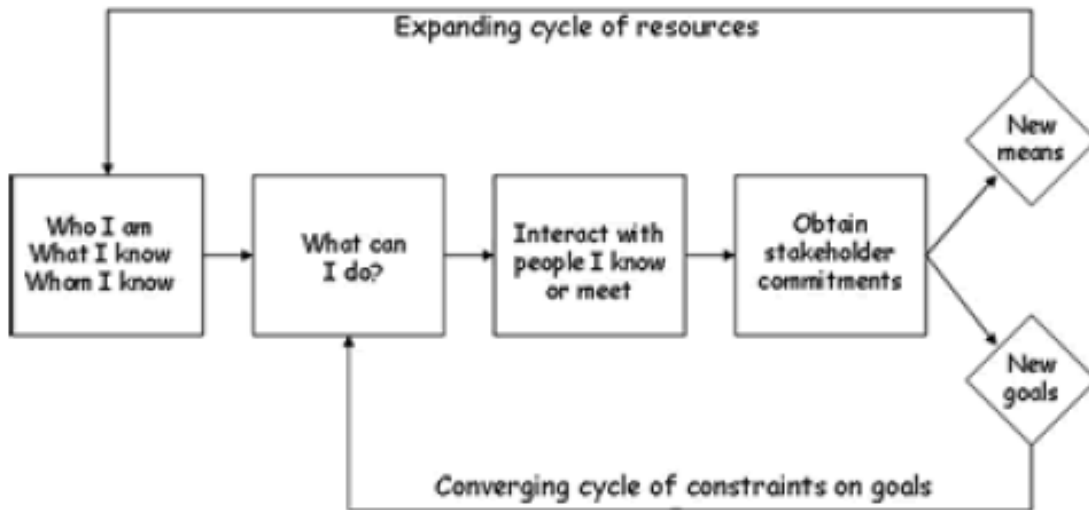 Expanding cycle of resources
New
means
Who I am
What I know
Whom I know
What can
I do?
Interact with
people I know
or meet
Obtain
stakeholder
commitments
New
goals
Converging cycle of constraints on goals